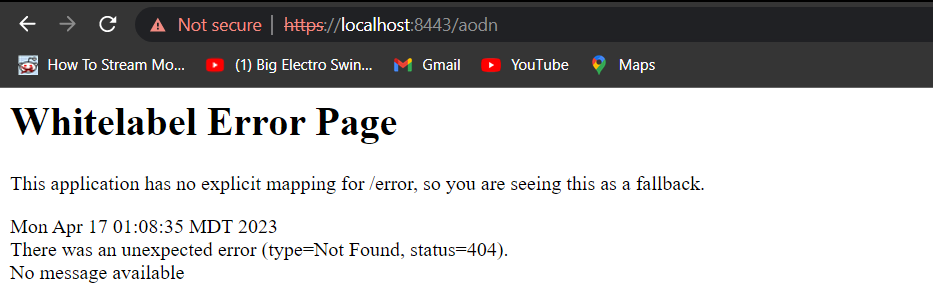 Not secure | https://localhost:8443/aodn
How To Stream Mo... (1) Big Electro Swin... Gmail YouTube Maps
Whitelabel Error Page
This application has no explicit mapping for /error, so you are seeing this as a fallback.
Mon Apr 17 01:08:35 MDT 2023
There was an unexpected error (type=Not Found, status=404).
No message available